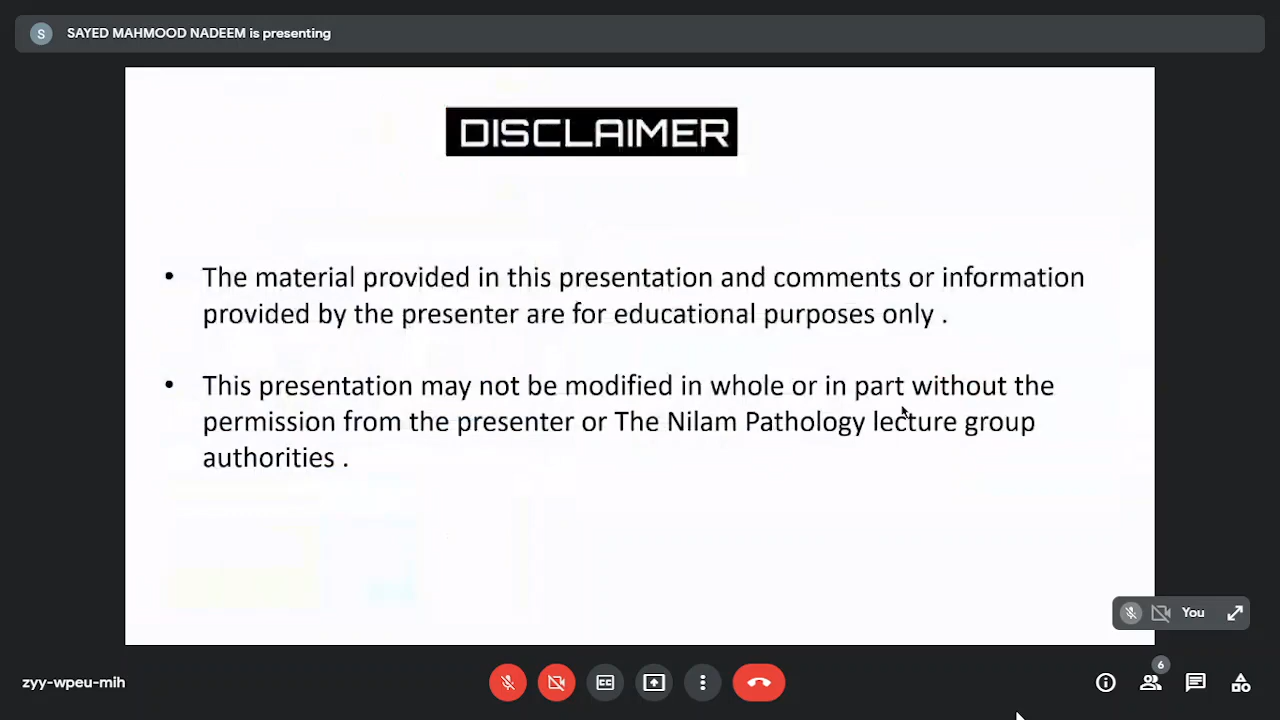 S SAYED MAHMOOD NADEEM is presenting
DISCLAIMER
• The material provided in this presentation and comments or information
provided by the presenter are for educational purposes only .
• This presentation may not be modified in whole or in part without the
permission from the presenter or The Nilam Pathology lecture group
authorities .
You
6
zyy-wpeu-mih
CC